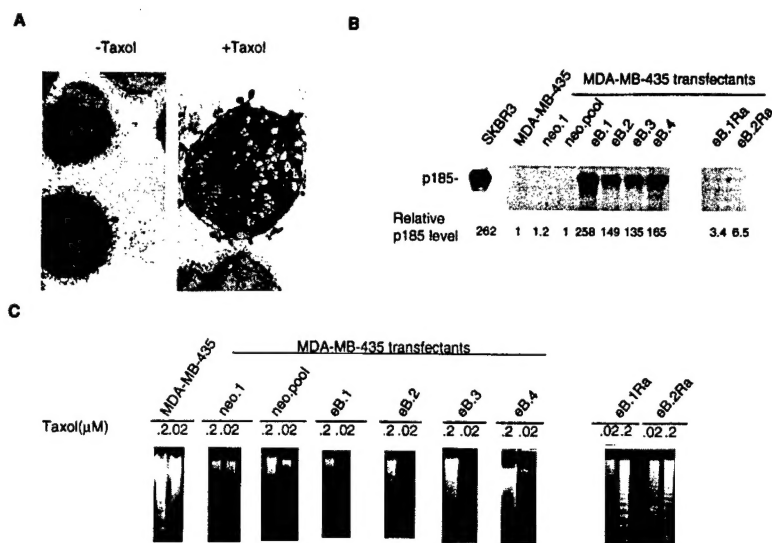 A
-Taxol +Taxol
B
MDA-MB-435 transfectants
SKBR3 MDA-MB-435 neo.1 neo.pool eB.1 eB.2 eB.3 eB.4 eB.1Ra eB.2Ra
p185-
Relative
p185 level 262 1 1.2 1 258 149 135 165 3.4 6.5
C
MDA-MB-435 transfectants
MDA-MB-435 neo.1 neo.pool eB.1 eB.2 eB.3 eB.4 eB.1Ra eB.2Ra
Taxol(μM) .2 .02 .2 .02 .2 .02 .2 .02 .2 .02 .2 .02 .2 .02 .02 .2 .02 .2